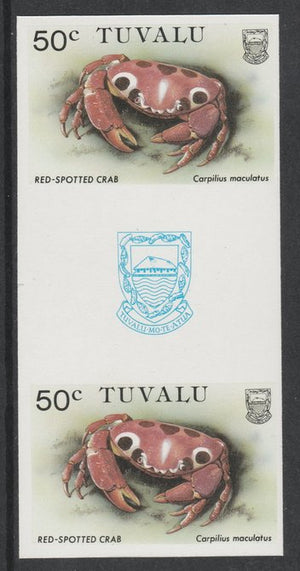 50c TUVALU
RED-SPOTTED CRAB Carpilius maculatus
TUVALU·MO·TE·ATUA
50c TUVALU
RED-SPOTTED CRAB Carpilius maculatus